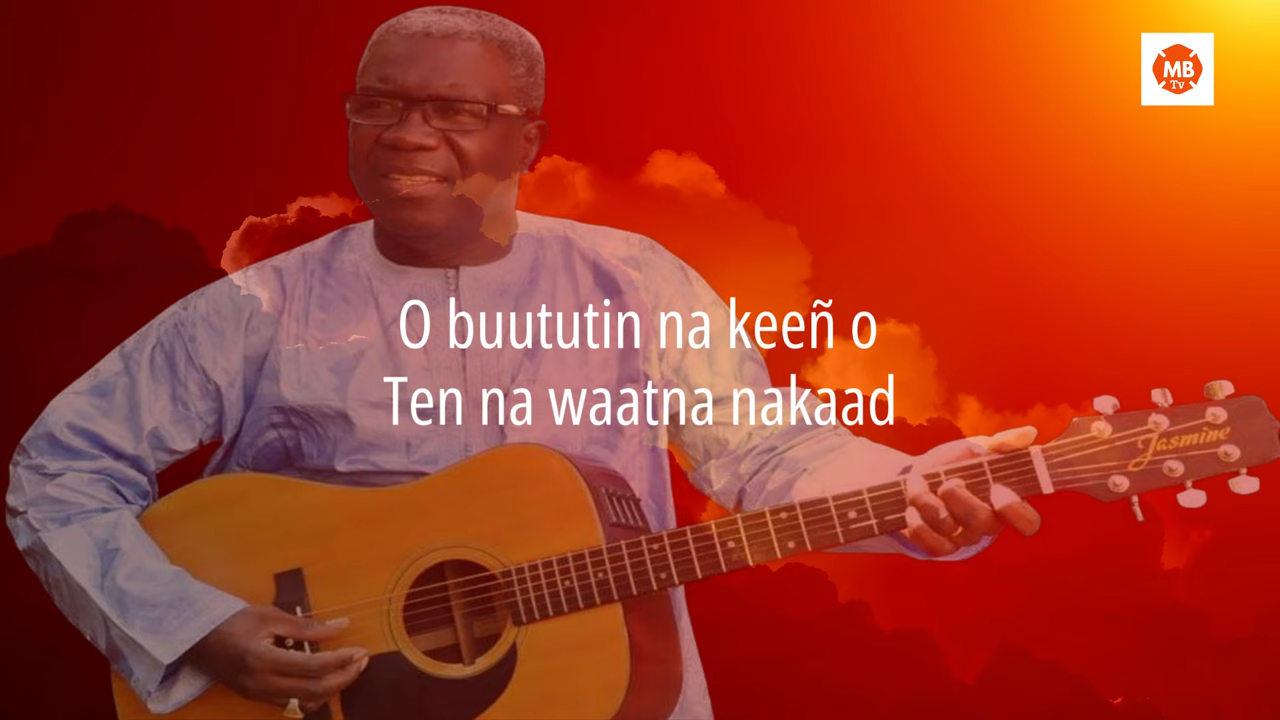 MB
Tv
O buututin na keeñ o
Ten na waatna nakaad
Jasmine